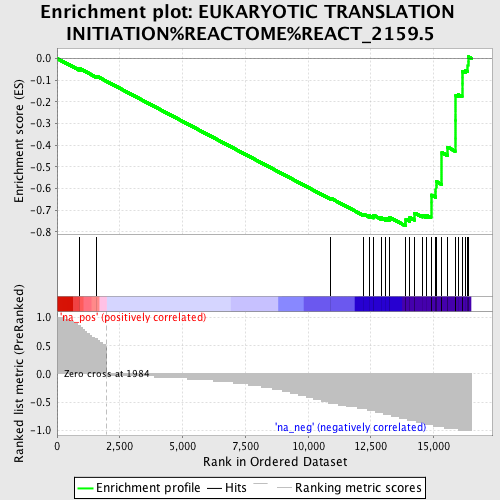 Enrichment plot: EUKARYOTIC TRANSLATION
INITIATION%REACTOME%REACT_2159.5
Enrichment score (ES)
0.0
-0.1
-0.2
-0.3
-0.4
-0.5
-0.6
-0.7
-0.8
Ranked list metric (PreRanked)
1.0
0.5
0.0
-0.5
-1.0
'na_pos' (positively correlated)
Zero cross at 1984
'na_neg' (negatively correlated)
0
2,500
5,000
7,500
10,000
12,500
15,000
Rank in Ordered Dataset
Enrichment profile
Hits
Ranking metric scores